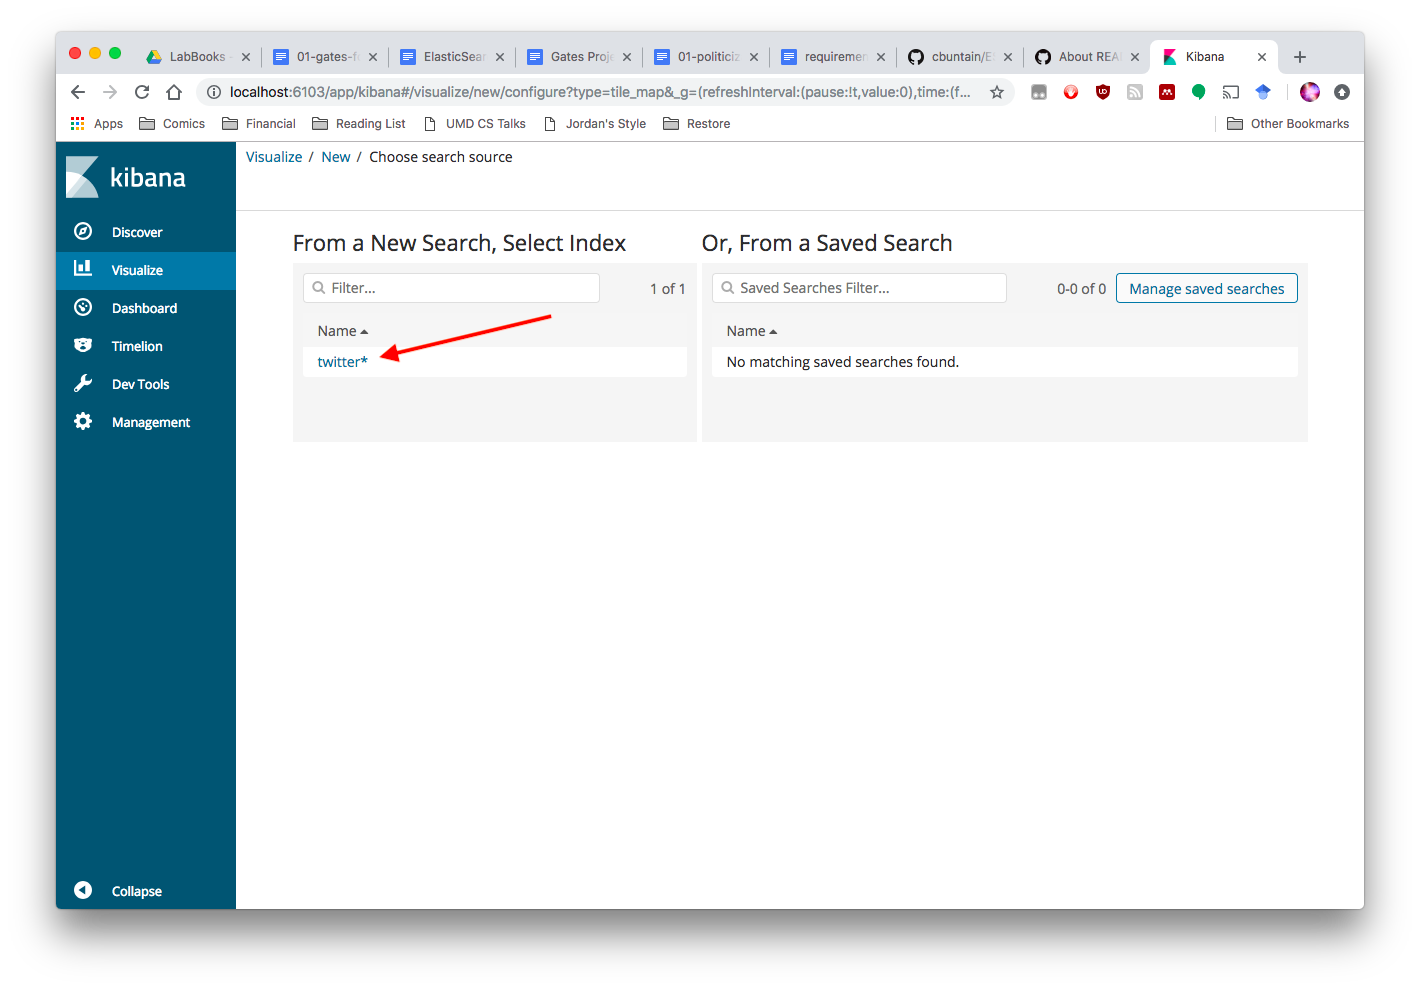 LabBooks
01-gates-fo
ElasticSear
Gates Proje
01-politiciz
requiremen
cbuntain/El
About REAl
Kibana
localhost:6103/app/kibana#/visualize/new/configure?type=tile_map&_g=(refreshInterval:(pause:!t,value:0),time:(f...
Apps
Comics
Financial
Reading List
UMD CS Talks
Jordan's Style
Restore
Other Bookmarks
kibana
Discover
Visualize
Dashboard
Timelion
Dev Tools
Management
Collapse
Visualize / New / Choose search source
From a New Search, Select Index
Filter...
1 of 1
Name
twitter*
Or, From a Saved Search
Saved Searches Filter...
0-0 of 0
Manage saved searches
Name
No matching saved searches found.